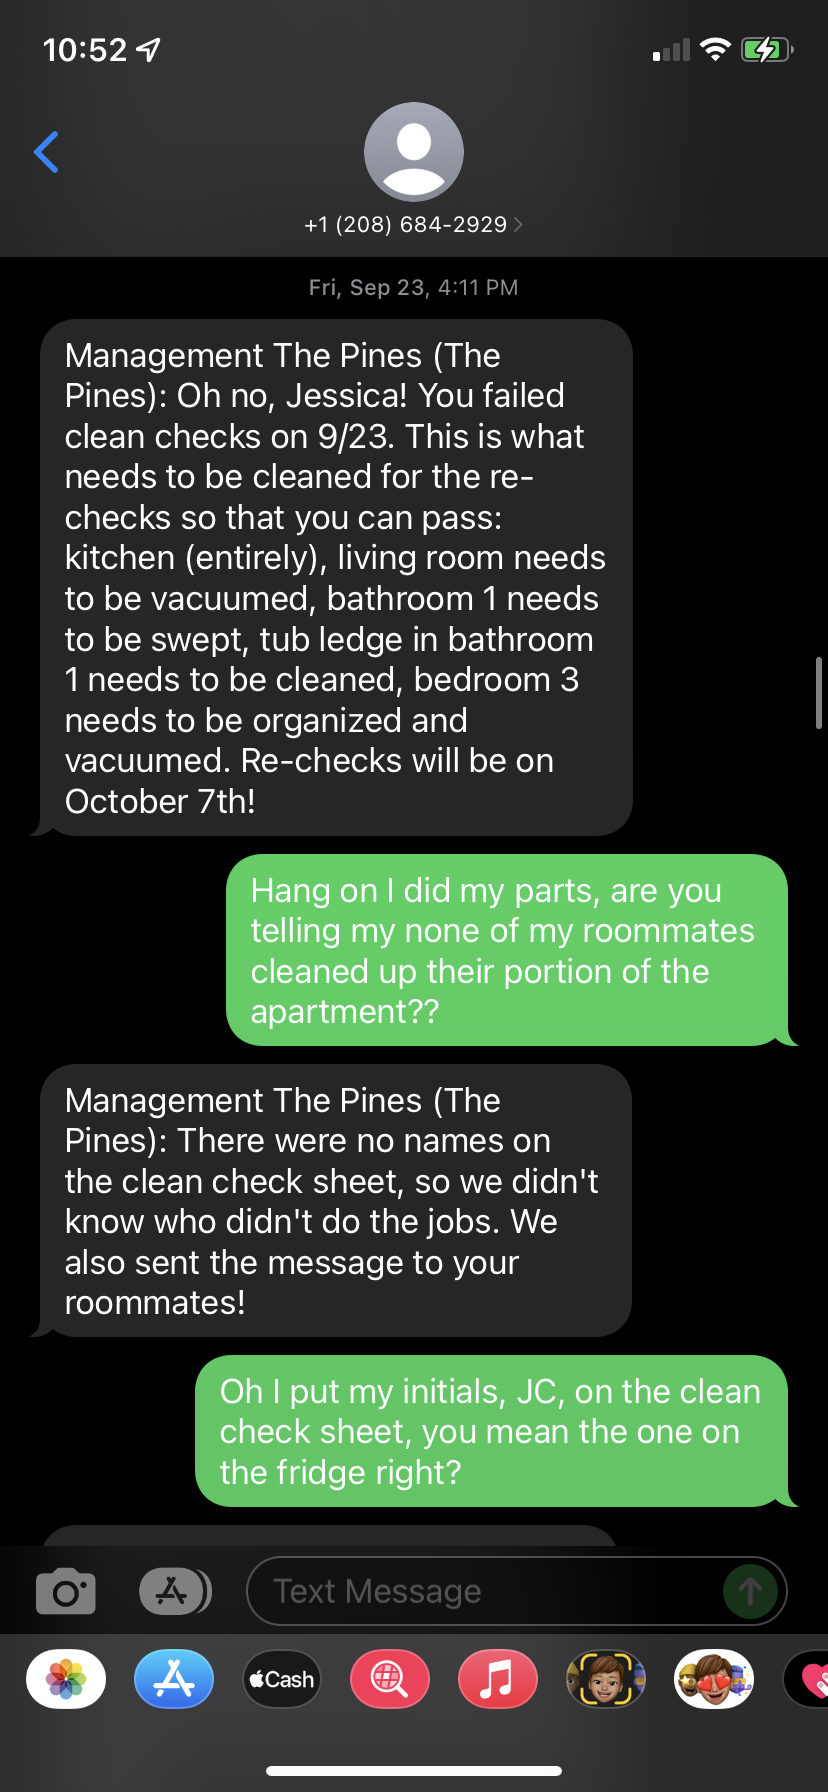 10:52
+1 (208) 684-2929
Fri, Sep 23, 4:11 PM
Management The Pines (The
Pines): Oh no, Jessica! You failed
clean checks on 9/23. This is what
needs to be cleaned for the re-
checks so that you can pass:
kitchen (entirely), living room needs
to be vacuumed, bathroom 1 needs
to be swept, tub ledge in bathroom
1 needs to be cleaned, bedroom 3
needs to be organized and
vacuumed. Re-checks will be on
October 7th!
Hang on I did my parts, are you
telling my none of my roommates
cleaned up their portion of the
apartment??
Management The Pines (The
Pines): There were no names on
the clean check sheet, so we didn't
know who didn't do the jobs. We
also sent the message to your
roommates!
Oh I put my initials, JC, on the clean
check sheet, you mean the one on
the fridge right?
Text Message
Cash